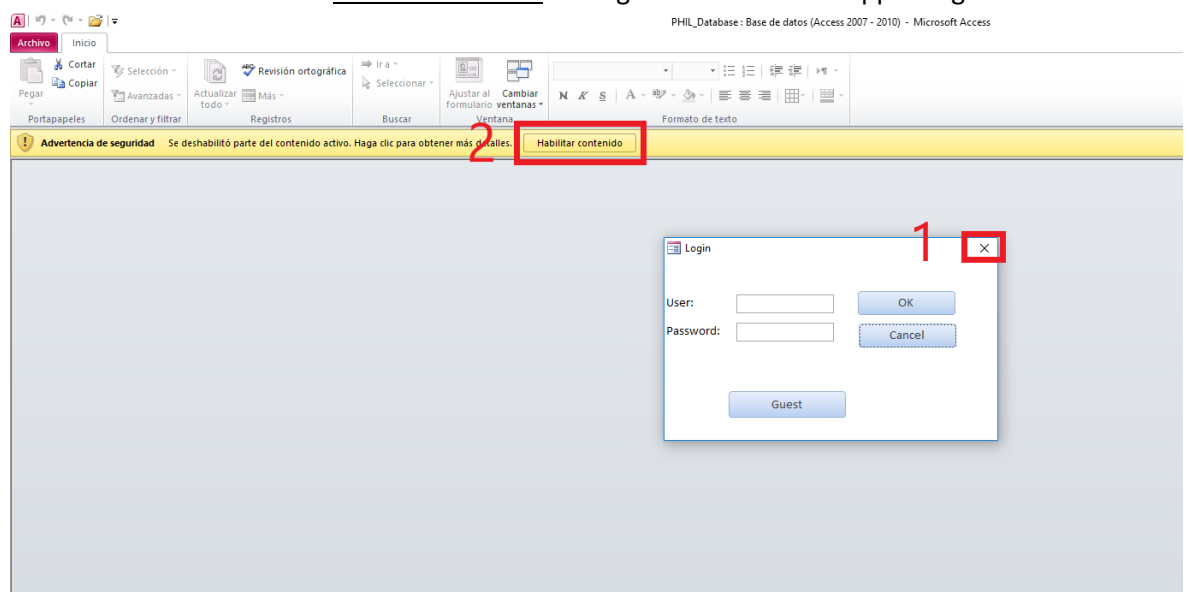 PHIL_Database : Base de datos (Access 2007 - 2010) - Microsoft Access
Archivo Inicio
Pegar
Cortar
Copiar
Portapapeles
Selección
Avanzadas
Ordenar y filtrar
Actualizar todo
Revisión ortográfica
Más
Registros
Ir a
Seleccionar
Buscar
Ajustar al formulario
Cambiar ventanas
Ventana
N K S A
Formato de texto
Advertencia de seguridad Se deshabilitó parte del contenido activo. Haga clic para obtener más detalles. Habilitar contenido
2
1
Login
User: OK
Password: Cancel
Guest